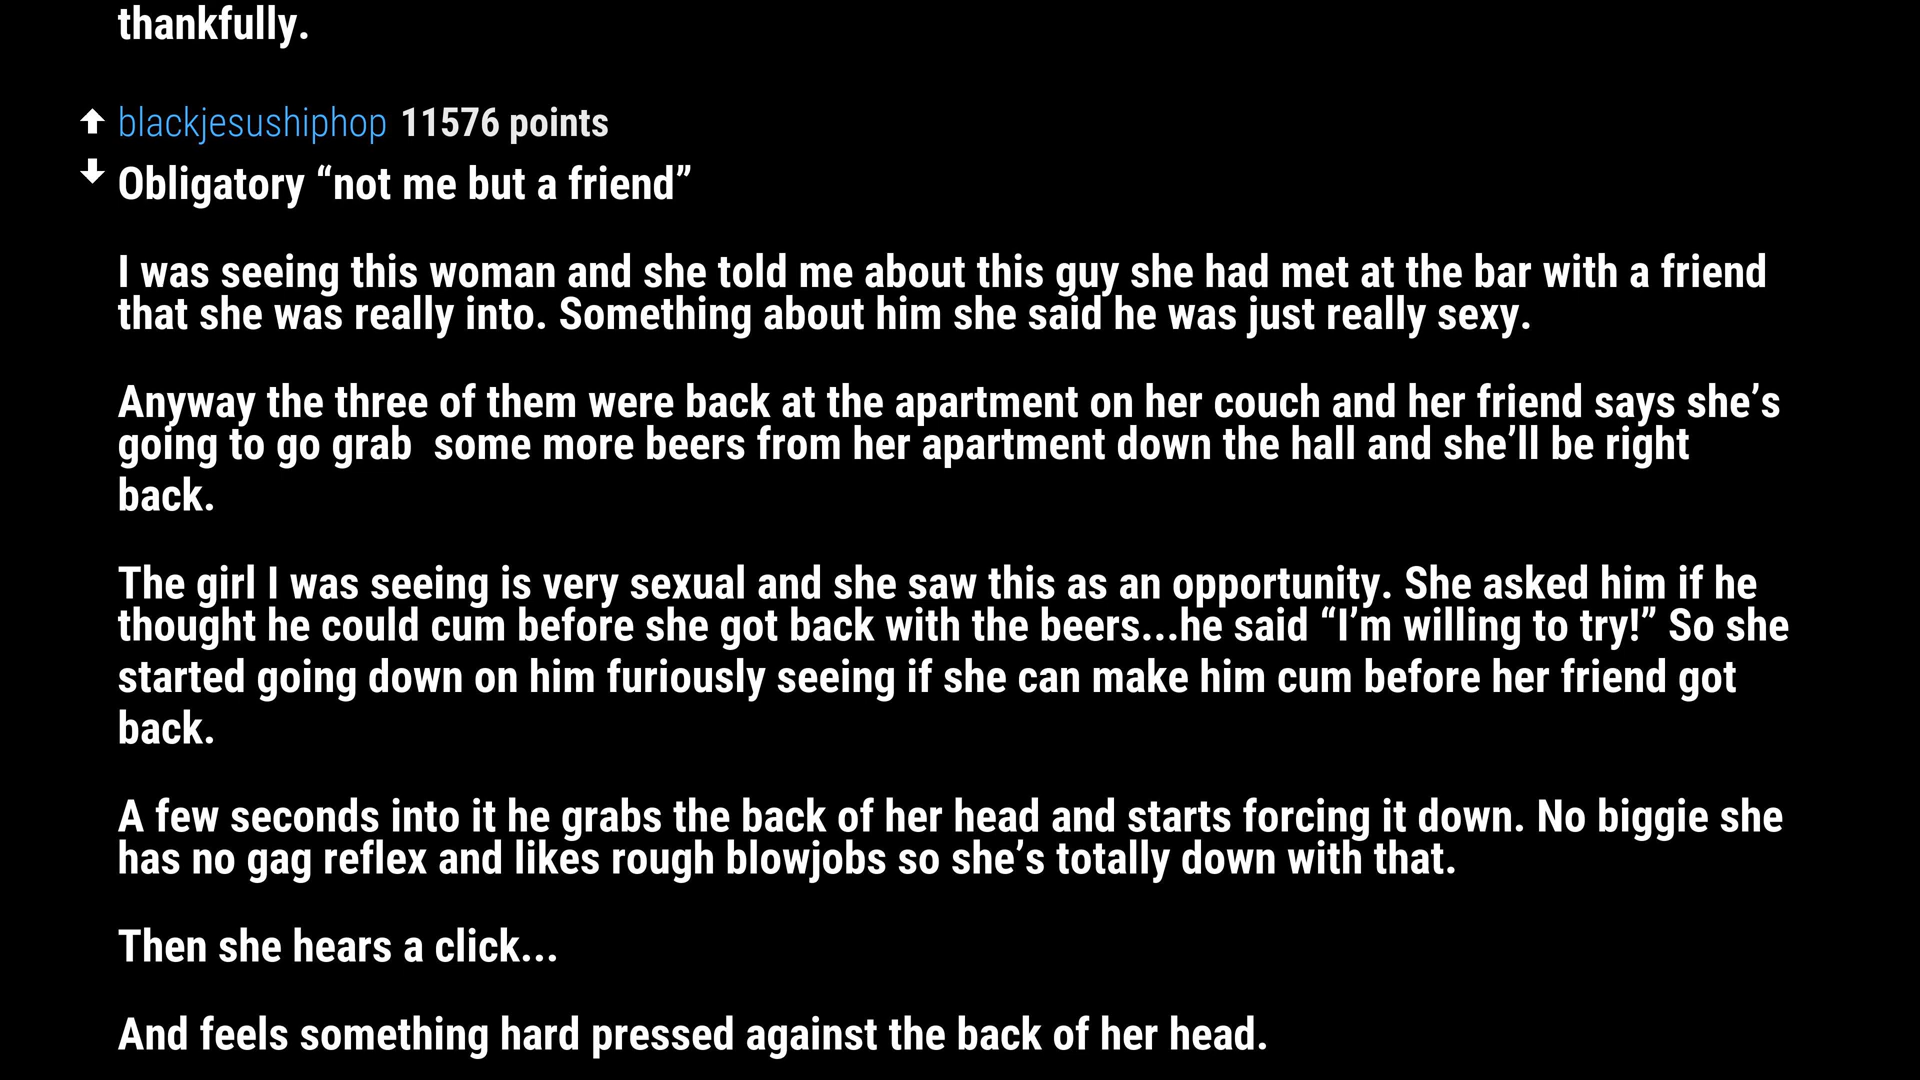 thankfully.
blackjesushiphop 11576 points
Obligatory “not me but a friend”
I was seeing this woman and she told me about this guy she had met at the bar with a friend
that she was really into. Something about him she said he was just really sexy.
Anyway the three of them were back at the apartment on her couch and her friend says she’s
going to go grab  some more beers from her apartment down the hall and she’ll be right
back.
The girl I was seeing is very sexual and she saw this as an opportunity. She asked him if he
thought he could cum before she got back with the beers...he said “I’m willing to try!” So she
started going down on him furiously seeing if she can make him cum before her friend got
back.
A few seconds into it he grabs the back of her head and starts forcing it down. No biggie she
has no gag reflex and likes rough blowjobs so she’s totally down with that.
Then she hears a click...
And feels something hard pressed against the back of her head.